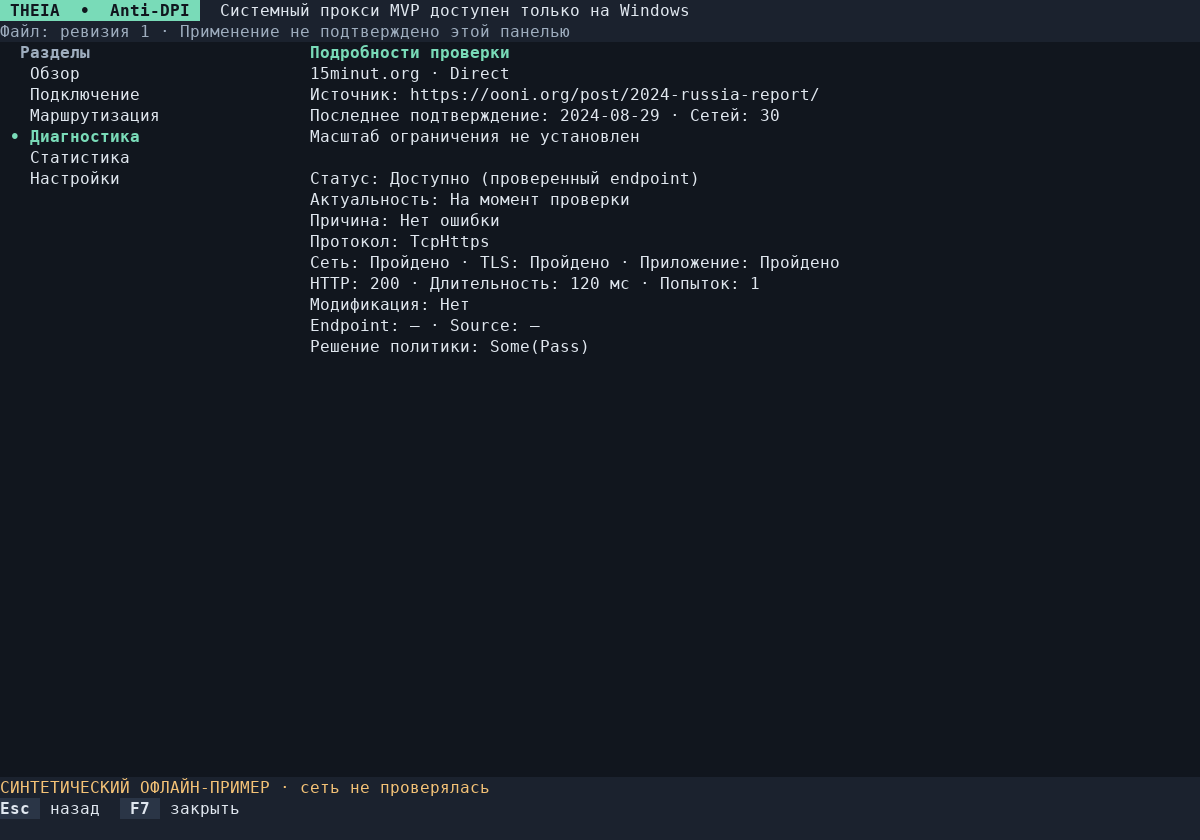 THEIA • Anti-DPI Системный прокси MVP доступен только на Windows
Файл: ревизия 1 · Применение не подтверждено этой панелью
Разделы
Обзор
Подключение
Маршрутизация
• Диагностика
Статистика
Настройки
Подробности проверки
15minut.org · Direct
Источник: https://ooni.org/post/2024-russia-report/
Последнее подтверждение: 2024-08-29 · Сетей: 30
Масштаб ограничения не установлен
Статус: Доступно (проверенный endpoint)
Актуальность: На момент проверки
Причина: Нет ошибки
Протокол: TcpHttps
Сеть: Пройдено · TLS: Пройдено · Приложение: Пройдено
HTTP: 200 · Длительность: 120 мс · Попыток: 1
Модификация: Нет
Endpoint: — · Source: —
Решение политики: Some(Pass)
СИНТЕТИЧЕСКИЙ ОФЛАЙН-ПРИМЕР · сеть не проверялась
Esc назад F7 закрыть